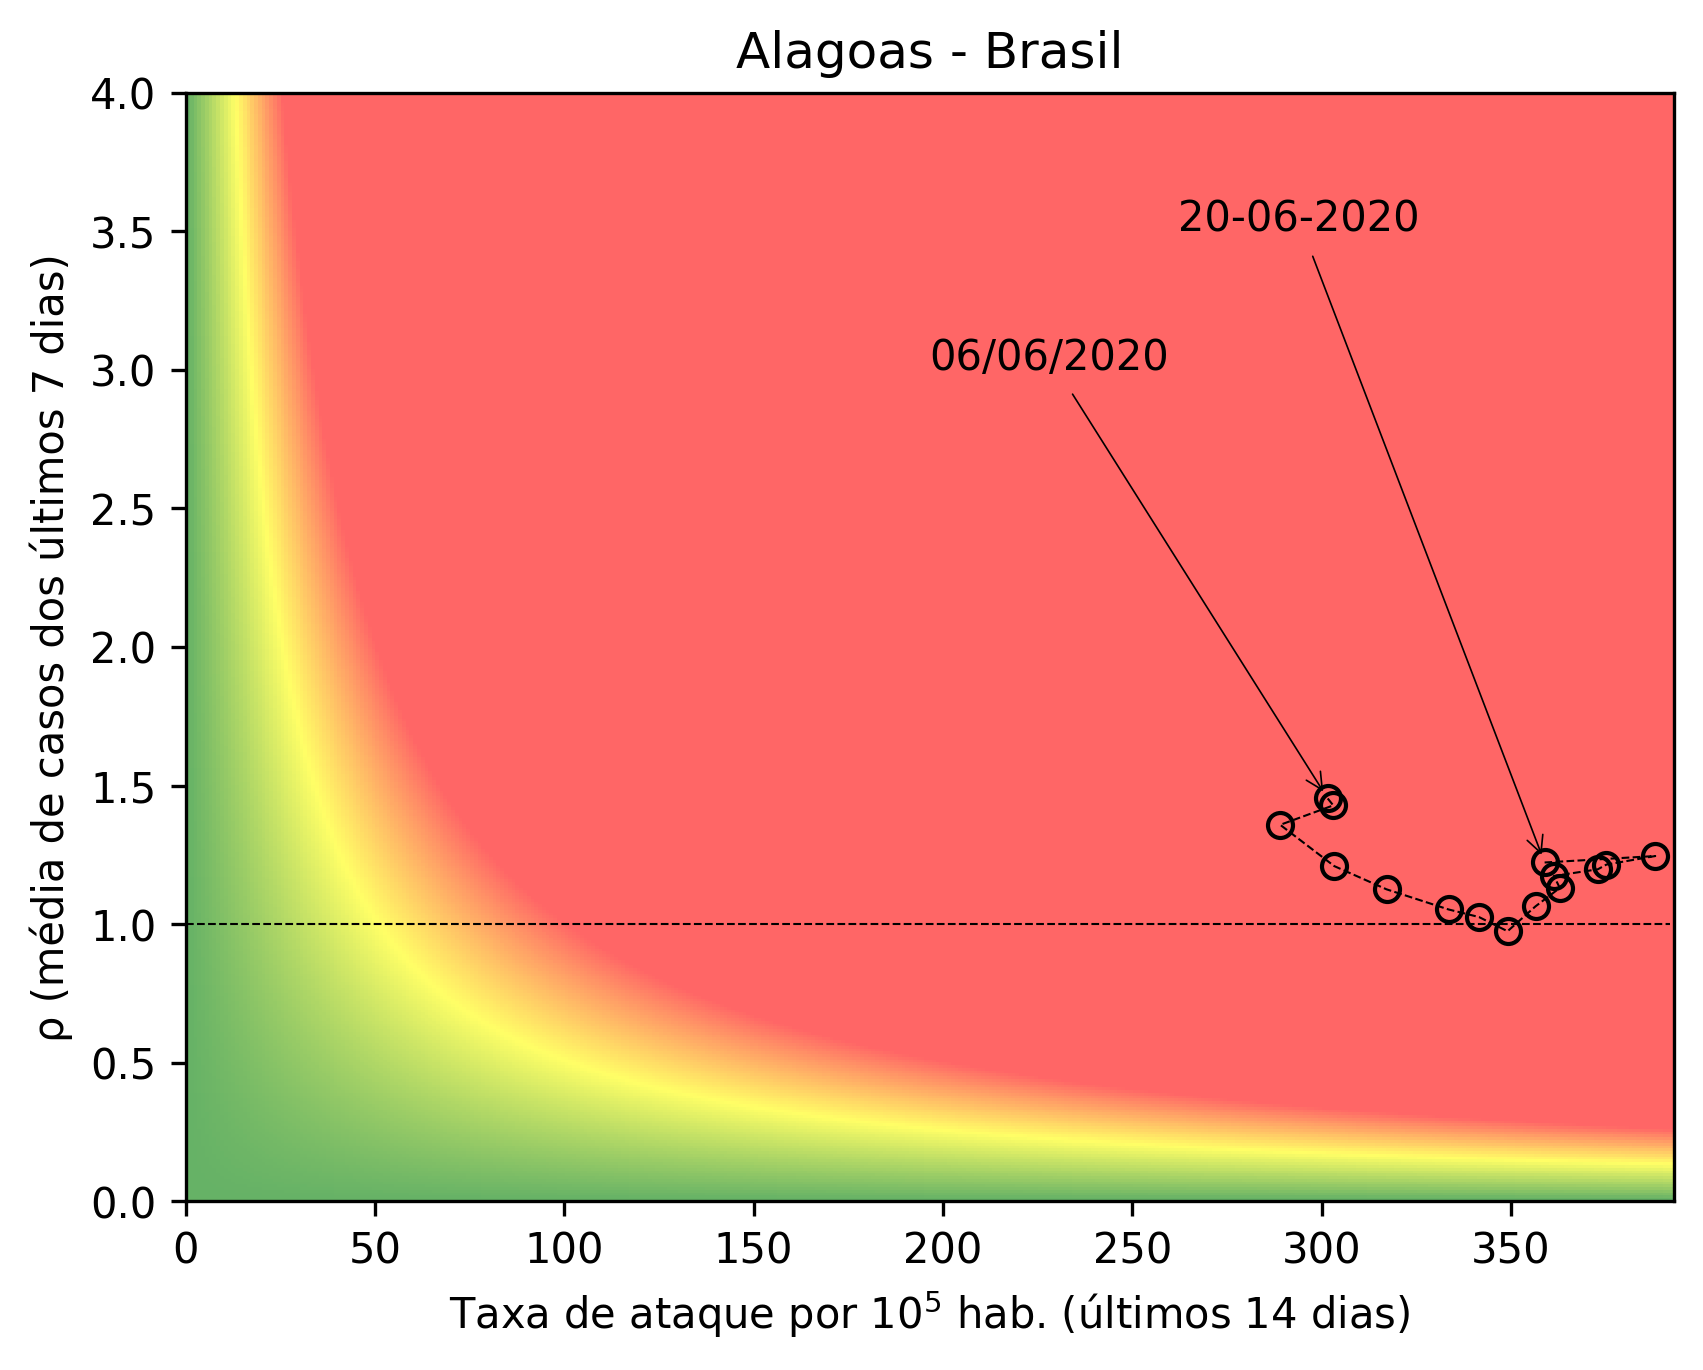 Alagoas - Brasil
4.0
3.5
3.0
2.5
2.0
1.5
1.0
0.5
0.0
ρ (média de casos dos últimos 7 dias)
20-06-2020
06/06/2020
0 50 100 150 200 250 300 350
Taxa de ataque por 10⁵ hab. (últimos 14 dias)